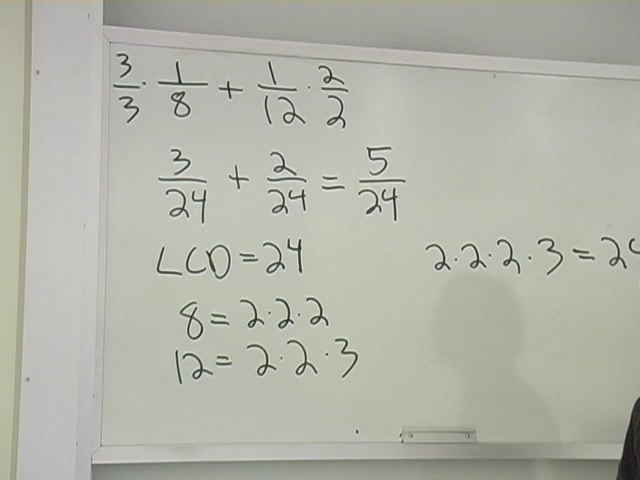 3/3 · 1/8 + 1/12 · 2/2
3/24 + 2/24 = 5/24
LCD = 24
2·2·2·3 = 24
8 = 2·2·2
12 = 2·2·3